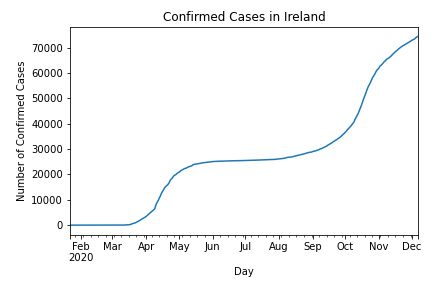 Confirmed Cases in Ireland
Number of Confirmed Cases
70000
60000
50000
40000
30000
20000
10000
0
Feb Mar Apr May Jun Jul Aug Sep Oct Nov Dec
2020
Day